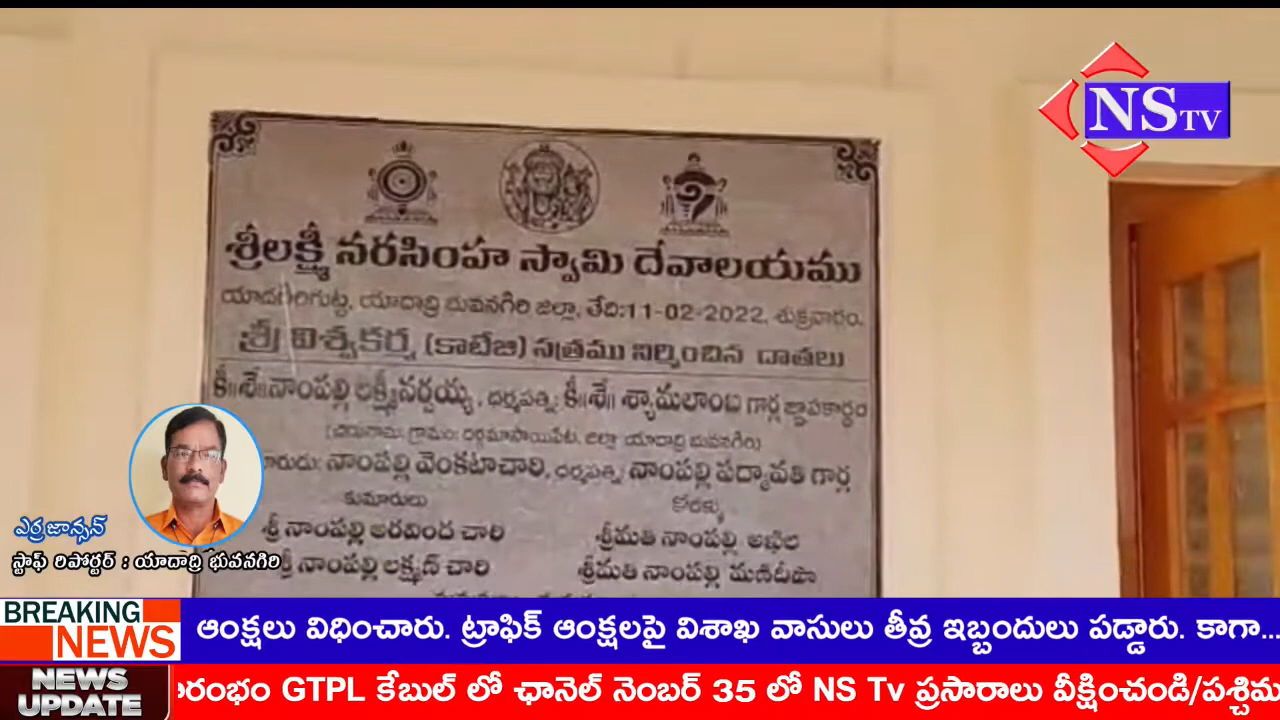 NS TV
శ్రీలక్ష్మీ నరసింహ స్వామి దేవాలయము
యాదగిరిగుట్ట, యాదాద్రి భువనగిరి జిల్లా, తేది:11-02-2022, శుక్రవారం.
శ్రీ విశ్వకర్మ (కాటేజి) సత్రము నిర్మించిన దాతలు
కీ॥శే॥నాంపల్లి లక్ష్మీనర్సయ్య, ధర్మపత్ని: కీ॥శే॥ శ్యామలాంబ గార్ల జ్ఞాపకార్థం
గ్రామం: జిల్లా యాదాద్రి భువనగిరి)
నాంపల్లి వెంకటాచారి, ధర్మపత్ని నాంపల్లి పద్మావతి గార్ల
కుమారులు
కోడళ్ళు
శ్రీ నాంపల్లి అరవింద చారి
శ్రీమతి నాంపల్లి అఖిల
శ్రీ నాంపల్లి లక్ష్మణ్ చారి
శ్రీమతి నాంపల్లి మణిదీపా
ఎర్ర జాన్సన్
స్టాఫ్ రిపోర్టర్ : యాదాద్రి భువనగిరి
BREAKING NEWS
ఆంక్షలు విధించారు. ట్రాఫిక్ ఆంక్షలపై విశాఖ వాసులు తీవ్ర ఇబ్బందులు పడ్డారు. కాగా...
NEWS UPDATE
ారంభం GTPL కేబుల్ లో ఛానెల్ నెంబర్ 35 లో NS Tv ప్రసారాలు వీక్షించండి/పశ్చిమ